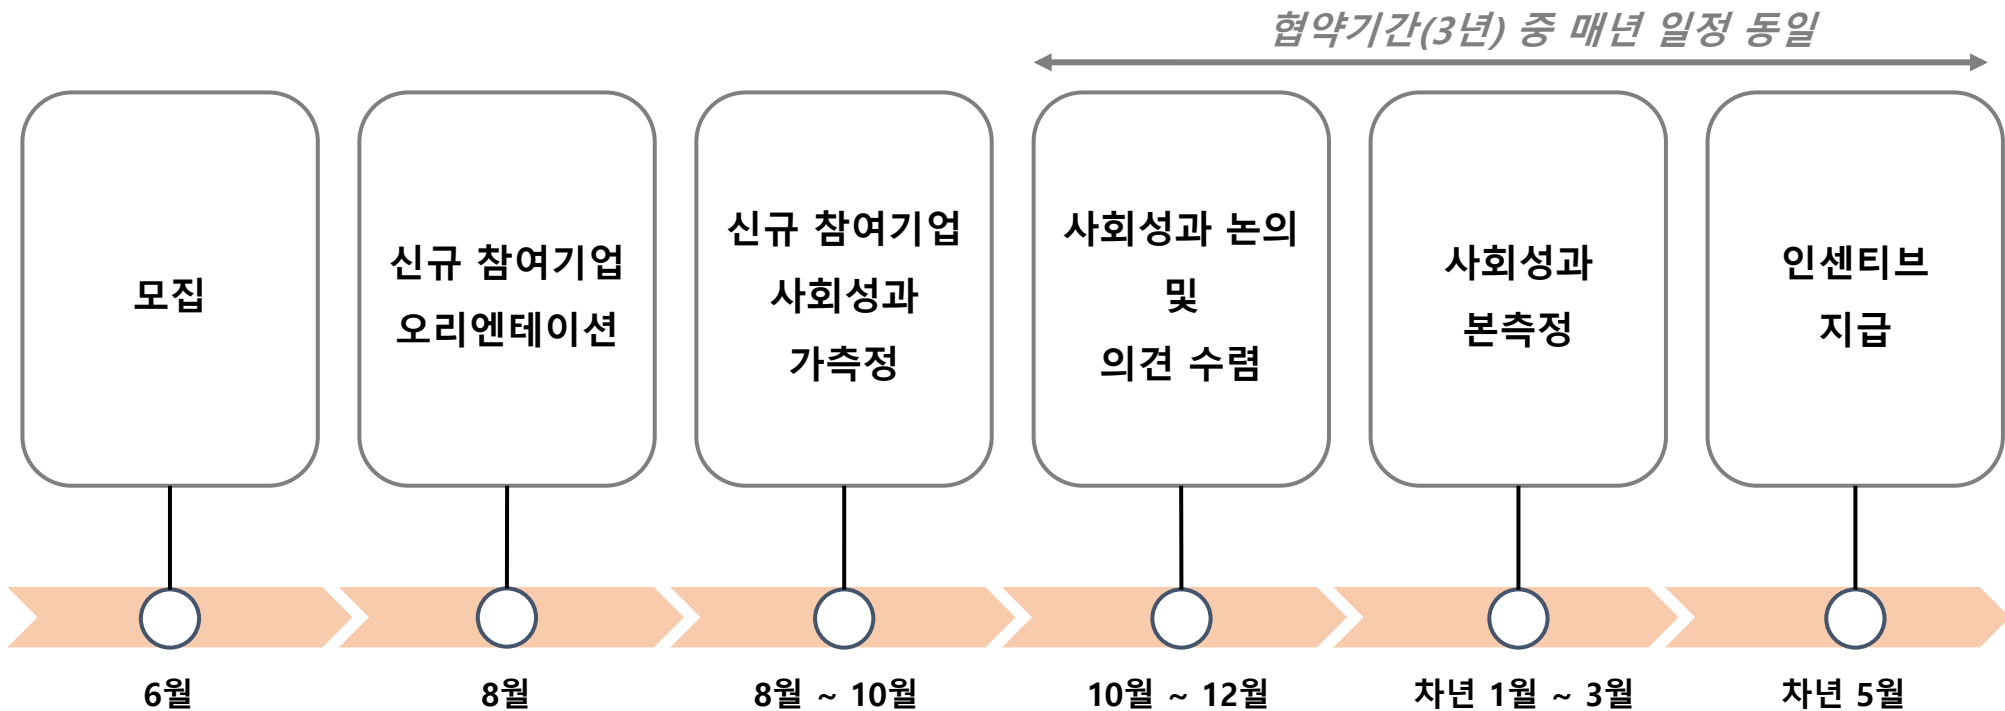 협약기간(3년) 중 매년 일정 동일
모집
신규 참여기업
오리엔테이션
신규 참여기업
사회성과
가측정
사회성과 논의
및
의견 수렴
사회성과
본측정
인센티브
지급
6월
8월
8월 ~ 10월
10월 ~ 12월
차년 1월 ~ 3월
차년 5월